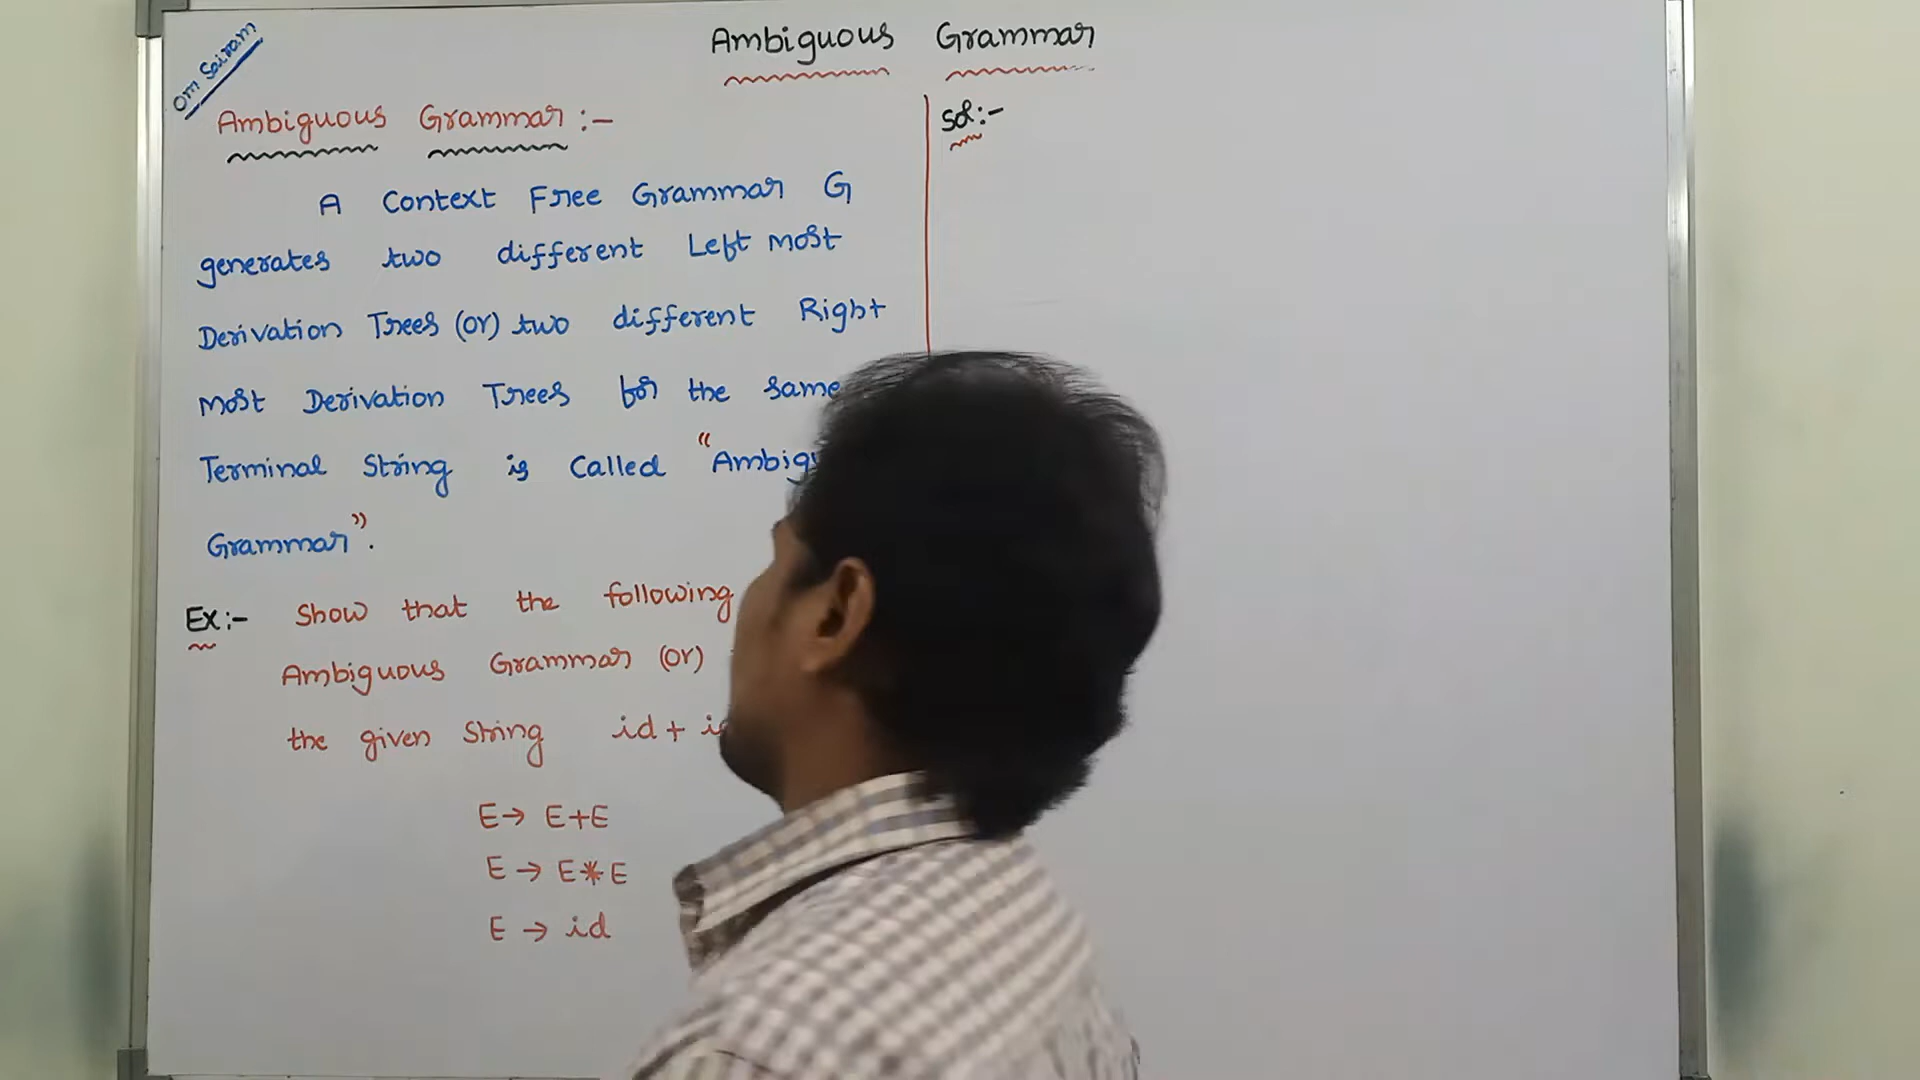 Om Sairam
Ambiguous Grammar
Ambiguous Grammar :-
A Context Free Grammar G
generates two different Left Most
Derivation Trees (or) two different Right
Most Derivation Trees for the same
Terminal String is Called "
Grammar".
Ex:- Show that the following
Ambiguous Grammar (or)
the given String id +
E → E+E
E → E*E
E → id
Sol:-